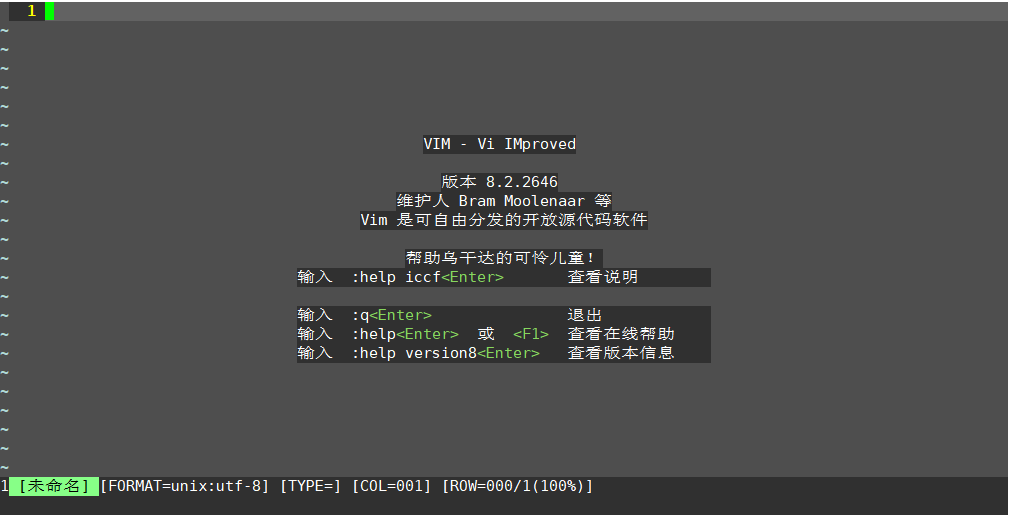 1
~
~
~
~
~
~
~ VIM - Vi IMproved
~
~ 版本 8.2.2646
~ 维护人 Bram Moolenaar 等
~ Vim 是可自由分发的开放源代码软件
~
~ 帮助乌干达的可怜儿童!
~ 输入 :help iccf<Enter> 查看说明
~
~ 输入 :q<Enter> 退出
~ 输入 :help<Enter> 或 <F1> 查看在线帮助
~ 输入 :help version8<Enter> 查看版本信息
~
~
~
~
~
~
1 [未命名] [FORMAT=unix:utf-8] [TYPE=] [COL=001] [ROW=000/1(100%)]